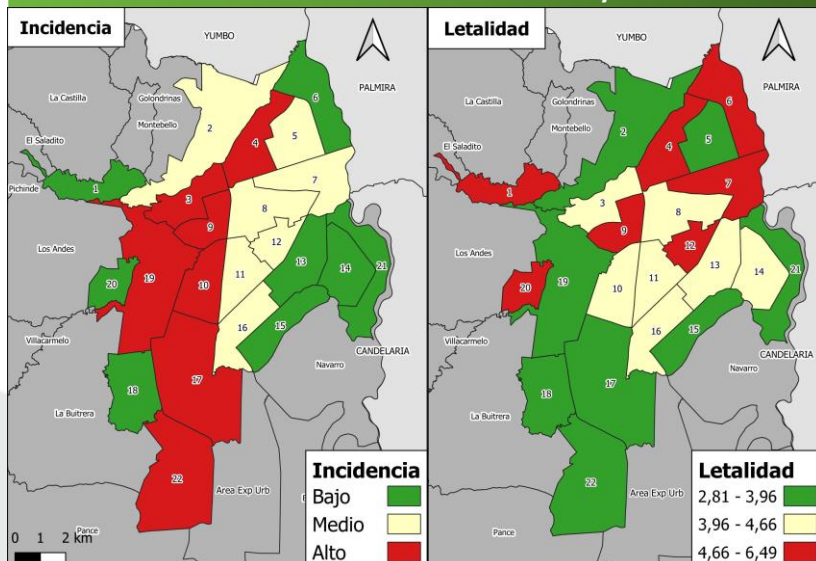 Incidencia
YUMBO
PALMIRA
La Castilla
Golondrinas
Montebello
El Saladito
Pichinde
Los Andes
Villacarmelo
La Buitrera
Pance
Navarro
CANDELARIA
Area Exp Urb
1
2
3
4
5
6
7
8
9
10
11
12
13
14
15
16
17
18
19
20
21
22
0 1 2 km
Incidencia
Bajo
Medio
Alto
Letalidad
YUMBO
PALMIRA
La Castilla
Golondrinas
Montebello
El Saladito
Pichinde
Los Andes
Villacarmelo
La Buitrera
Pance
Navarro
CANDELARIA
Area Exp Urb
1
2
3
4
5
6
7
8
9
10
11
12
13
14
15
16
17
18
19
20
21
22
Letalidad
2,81 - 3,96
3,96 - 4,66
4,66 - 6,49